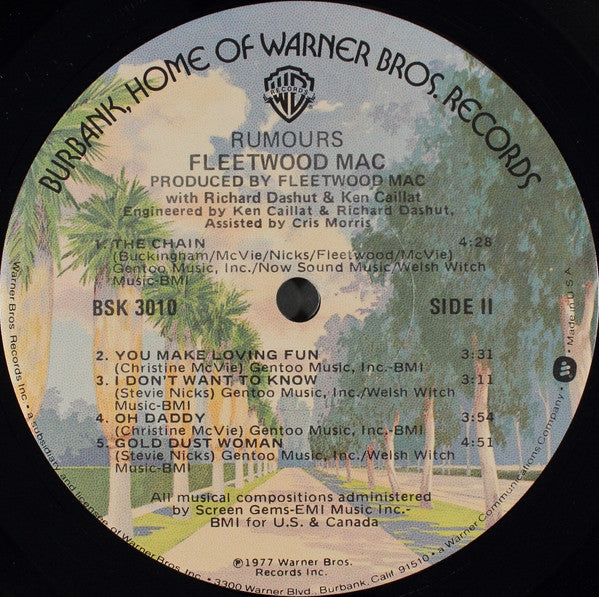 BURBANK, HOME OF WARNER BROS. RECORDS
WB
RECORDS
RUMOURS
FLEETWOOD MAC
PRODUCED BY FLEETWOOD MAC
with Richard Dashut & Ken Caillat
Engineered by Ken Caillat & Richard Dashut,
Assisted by Cris Morris
1. THE CHAIN 4:28
(Buckingham/McVie/Nicks/Fleetwood/McVie)
Gentoo Music, Inc./Now Sound Music/Welsh Witch
Music-BMI
BSK 3010 SIDE II
2. YOU MAKE LOVING FUN 3:31
(Christine McVie) Gentoo Music, Inc.-BMI
3. I DON'T WANT TO KNOW 3:11
(Stevie Nicks) Gentoo Music, Inc./Welsh Witch
Music-BMI
4. OH DADDY 3:54
(Christine McVie) Gentoo Music, Inc.-BMI
5. GOLD DUST WOMAN 4:51
(Stevie Nicks) Gentoo Music, Inc./Welsh Witch
Music-BMI
All musical compositions administered
by Screen Gems-EMI Music Inc.-
BMI for U.S. & Canada
℗1977 Warner Bros.
Records Inc.
Warner Bros. Records Inc. • a subsidiary and licensee of Warner Bros. Inc. • 3300 Warner Blvd., Burbank, Calif. 91510 • a Warner Communications Company • Made in U.S.A.